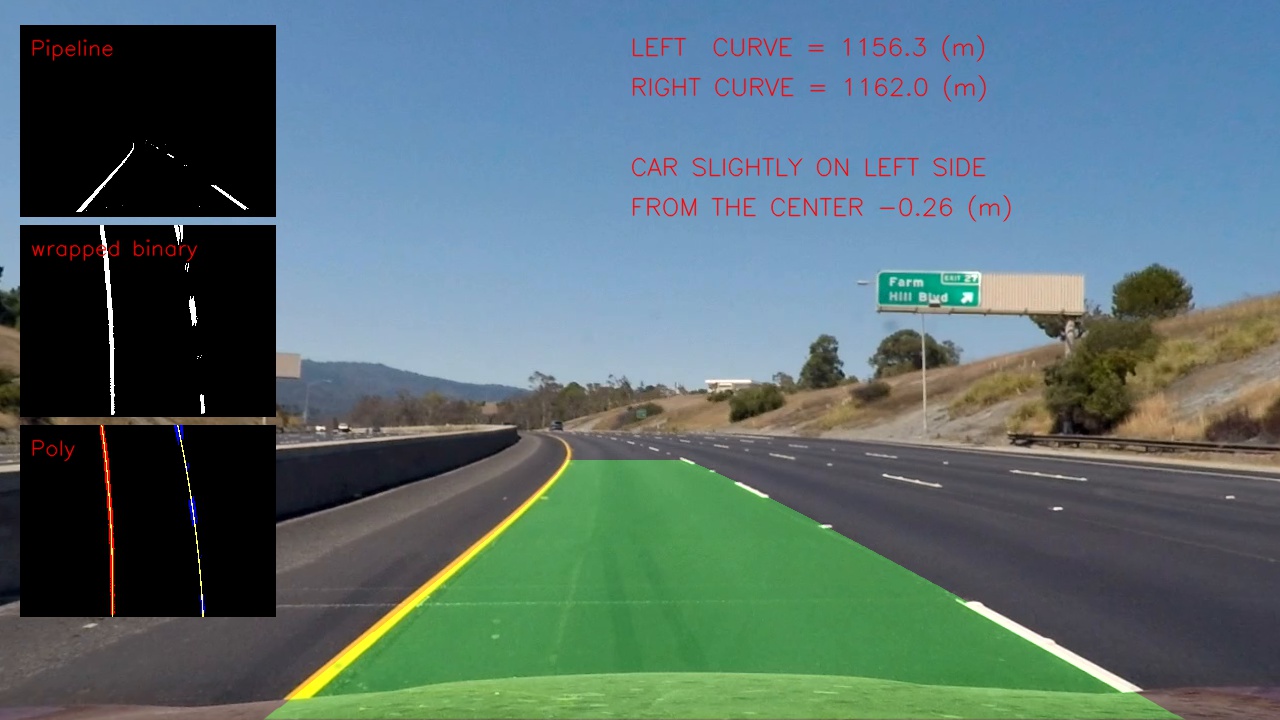 Pipeline
LEFT CURVE = 1156.3 (m)
RIGHT CURVE = 1162.0 (m)
CAR SLIGHTLY ON LEFT SIDE
FROM THE CENTER -0.26 (m)
wrapped binary
EXIT 27
Farm
Hill Blvd
Poly